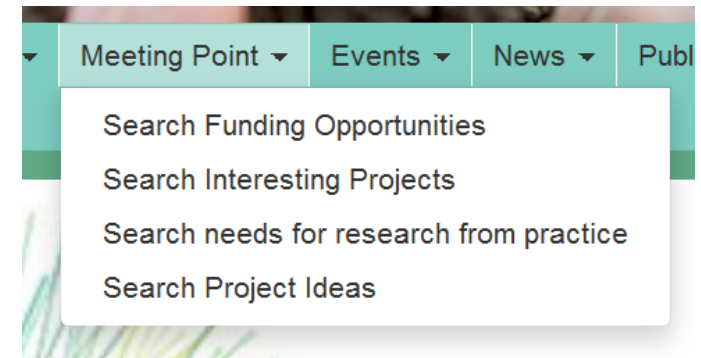 Meeting Point Events News Publ
Search Funding Opportunities
Search Interesting Projects
Search needs for research from practice
Search Project Ideas